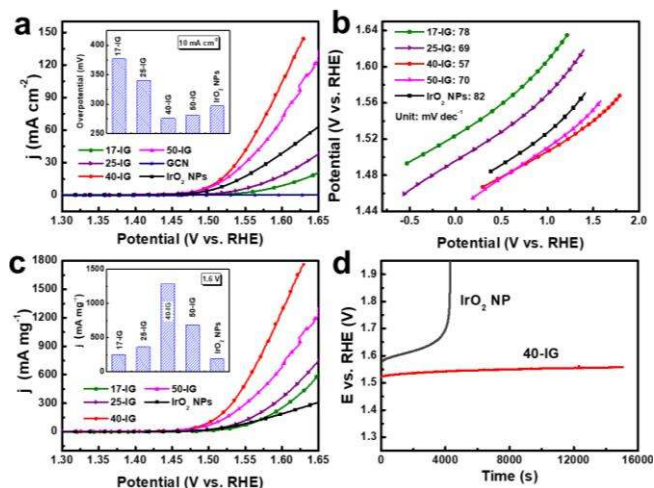 a
150
120
90
60
30
0
j (mA cm⁻²)
400
350
300
250
Overpotential (mV)
17-IG
25-IG
40-IG
50-IG
IrO₂ NPs
10 mA cm⁻²
17-IG
50-IG
25-IG
GCN
40-IG
IrO₂ NPs
1.30 1.35 1.40 1.45 1.50 1.55 1.60 1.65
Potential (V vs. RHE)
b
1.64
1.60
1.56
1.52
1.48
1.44
Potential (V vs. RHE)
17-IG: 78
25-IG: 69
40-IG: 57
50-IG: 70
IrO₂ NPs: 82
Unit: mV dec⁻¹
-0.5 0.0 0.5 1.0 1.5 2.0
Potential (V vs. RHE)
c
1800
1500
1200
900
600
300
0
j (mA mg⁻¹)
1500
1000
500
0
j (mA mg⁻¹)
17-IG
25-IG
40-IG
50-IG
IrO₂ NPs
1.6 V
17-IG
50-IG
25-IG
IrO₂ NPs
40-IG
1.30 1.35 1.40 1.45 1.50 1.55 1.60 1.65
Potential (V vs. RHE)
d
1.9
1.8
1.7
1.6
1.5
1.4
1.3
E vs. RHE (V)
IrO₂ NP
40-IG
0 4000 8000 12000 16000
Time (s)